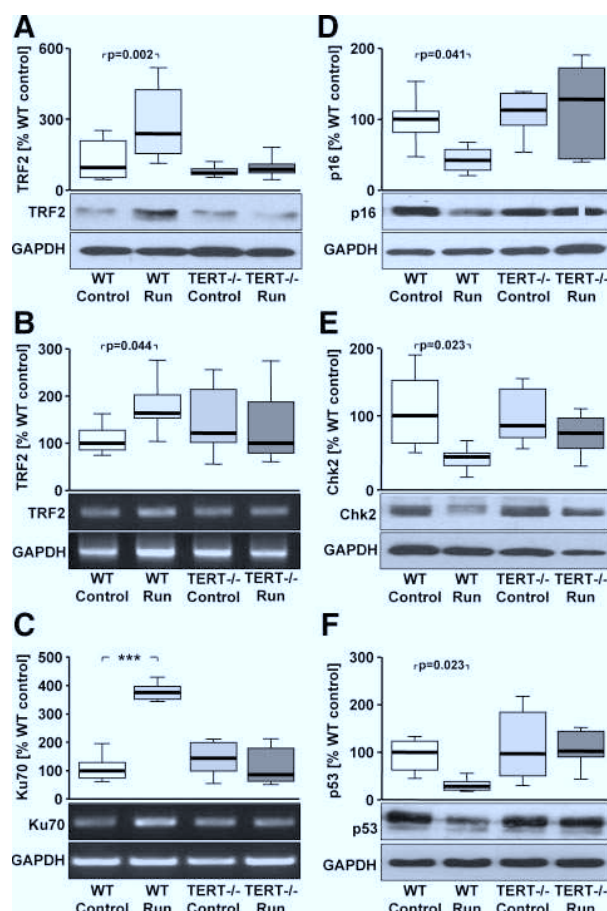 A
TRF2 [% WT control]
600
300
0
p=0.002
TRF2
GAPDH
WT Control
WT Run
TERT-/- Control
TERT-/- Run
B
TRF2 [% WT control]
300
200
100
0
p=0.044
TRF2
GAPDH
WT Control
WT Run
TERT-/- Control
TERT-/- Run
C
Ku70 [% WT control]
500
400
300
200
100
0
***
Ku70
GAPDH
WT Control
WT Run
TERT-/- Control
TERT-/- Run
D
p16 [% WT control]
200
100
0
p=0.041
p16
GAPDH
WT Control
WT Run
TERT-/- Control
TERT-/- Run
E
Chk2 [% WT control]
200
100
0
p=0.023
Chk2
GAPDH
WT Control
WT Run
TERT-/- Control
TERT-/- Run
F
p53 [% WT control]
300
200
100
0
p=0.023
p53
GAPDH
WT Control
WT Run
TERT-/- Control
TERT-/- Run